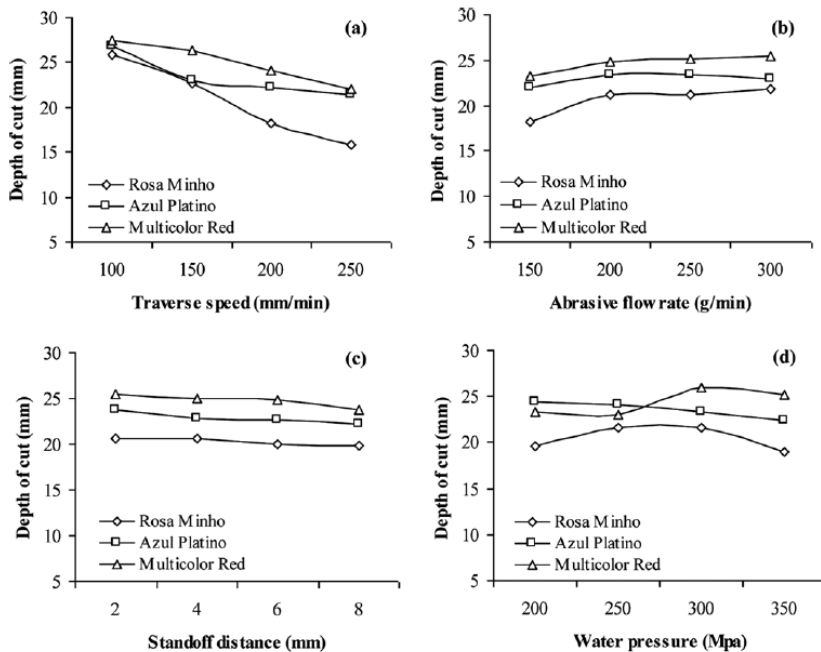 (a)
Depth of cut (mm)
30
25
20
15
10
5
Rosa Minho
Azul Platino
Multicolor Red
100 150 200 250
Traverse speed (mm/min)
(b)
Depth of cut (mm)
30
25
20
15
10
5
Rosa Minho
Azul Platino
Multicolor Red
150 200 250 300
Abrasive flow rate (g/min)
(c)
Depth of cut (mm)
30
25
20
15
10
5
Rosa Minho
Azul Platino
Multicolor Red
2 4 6 8
Standoff distance (mm)
(d)
Depth of cut (mm)
30
25
20
15
10
5
Rosa Minho
Azul Platino
Multicolor Red
200 250 300 350
Water pressure (Mpa)